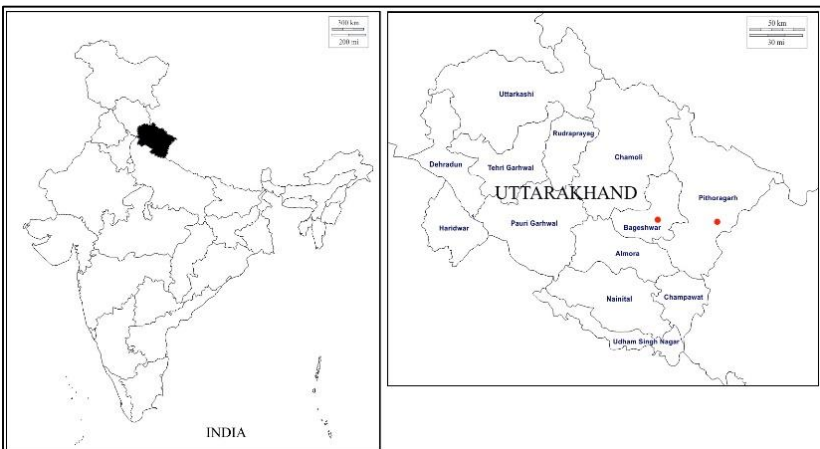 300 km
200 mi
INDIA
50 km
30 mi
Uttarkashi
Rudraprayag
Chamoli
Dehradun
Tehri Garhwal
UTTARAKHAND
Pithoragarh
Haridwar
Pauri Garhwal
Bageshwar
Almora
Nainital
Champawat
Udham Singh Nagar